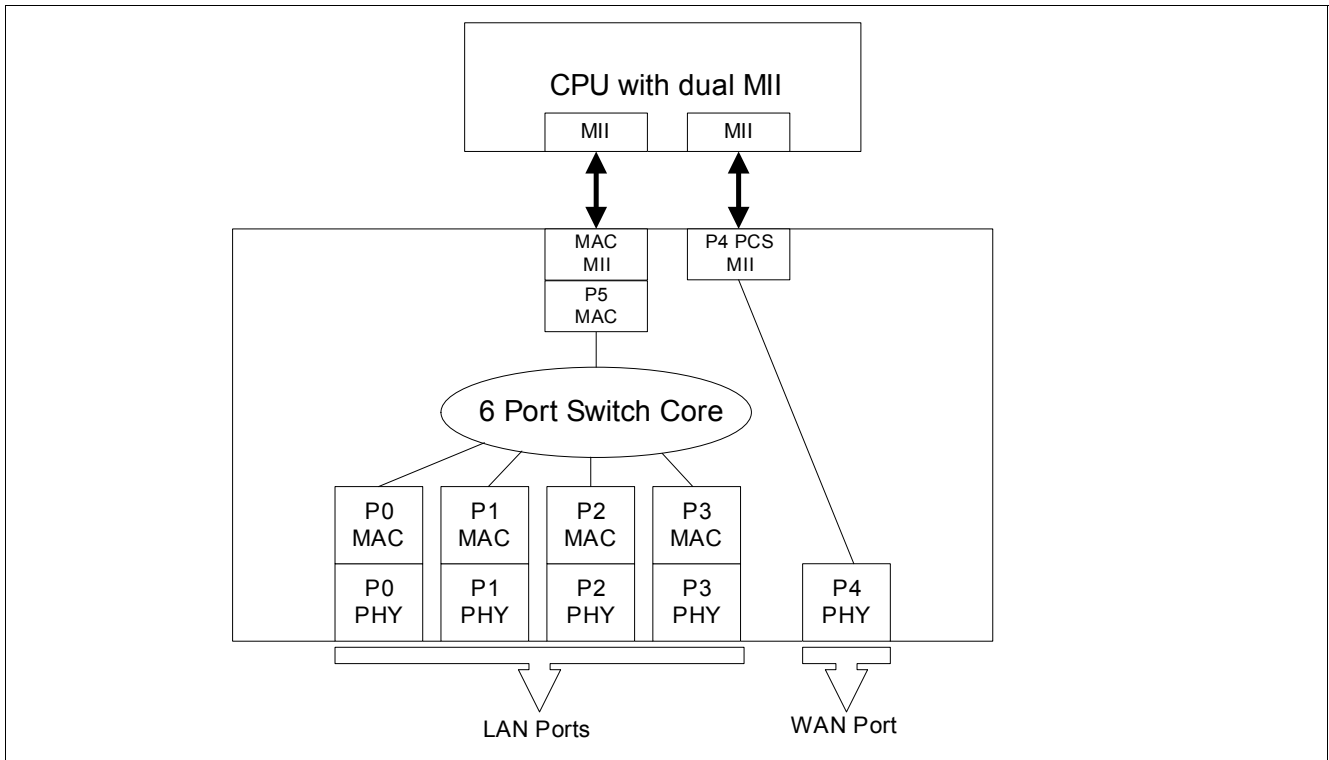 CPU with dual MII
MII
MII
MAC
MII
P4 PCS
MII
P5
MAC
6 Port Switch Core
P0
MAC
P1
MAC
P2
MAC
P3
MAC
P0
PHY
P1
PHY
P2
PHY
P3
PHY
P4
PHY
LAN Ports
WAN Port